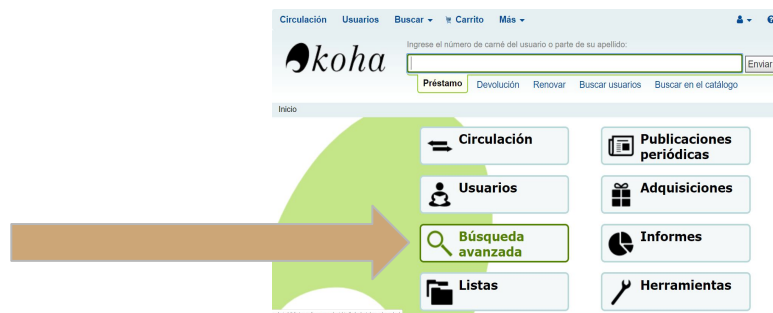 Circulación Usuarios Buscar Carrito Más
koha
Ingrese el número de carné del usuario o parte de su apellido:
Enviar
Préstamo Devolución Renovar Buscar usuarios Buscar en el catálogo
Inicio
Circulación
Publicaciones
periódicas
Usuarios
Adquisiciones
Búsqueda
avanzada
Informes
Listas
Herramientas